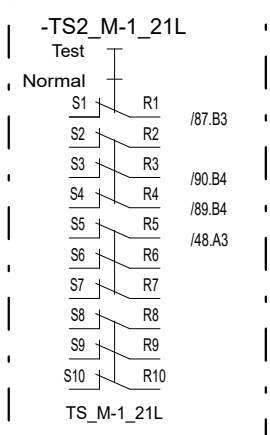 -TS2_M-1_21L
Test
Normal
S1 R1
/87.B3
S2 R2
S3 R3
/90.B4
S4 R4
/89.B4
S5 R5
/48.A3
S6 R6
S7 R7
S8 R8
S9 R9
S10 R10
TS_M-1_21L